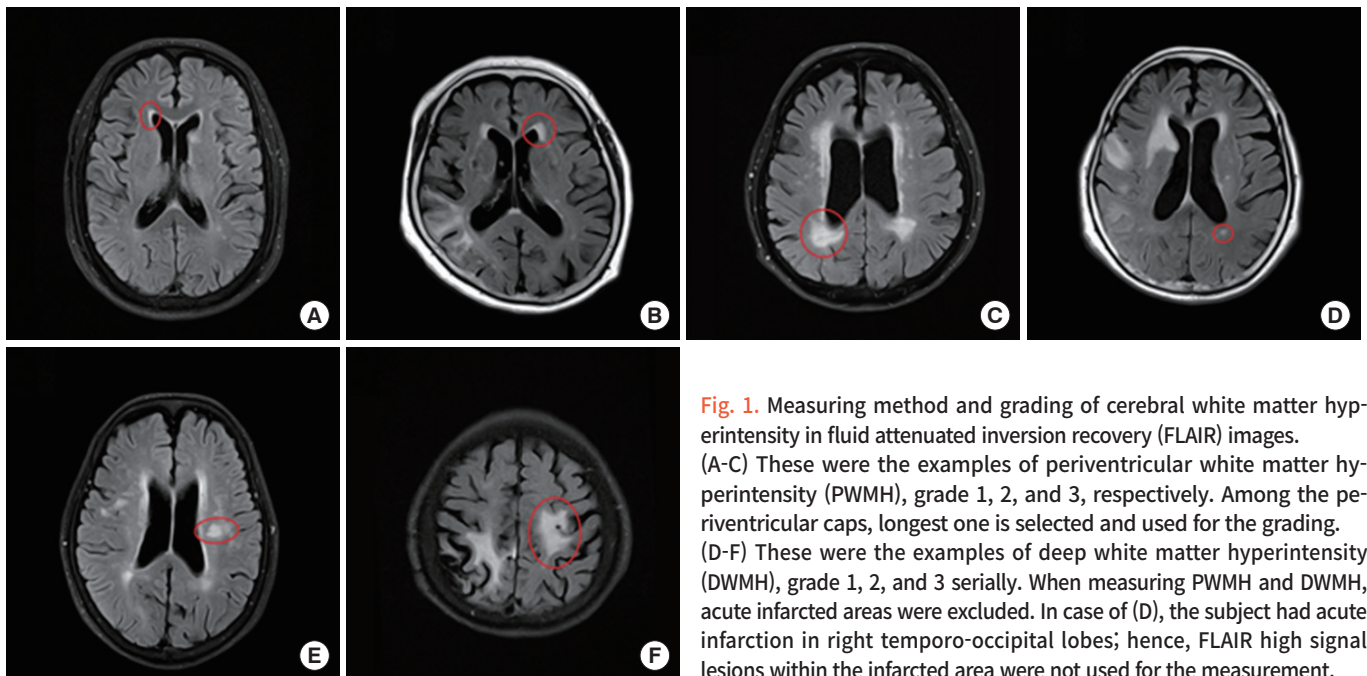 A
B
C
D
E
F
Fig. 1. Measuring method and grading of cerebral white matter hyp-
erintensity in fluid attenuated inversion recovery (FLAIR) images.
(A-C) These were the examples of periventricular white matter hy-
perintensity (PWMH), grade 1, 2, and 3, respectively. Among the pe-
riventricular caps, longest one is selected and used for the grading.
(D-F) These were the examples of deep white matter hyperintensity
(DWMH), grade 1, 2, and 3 serially. When measuring PWMH and DWMH,
acute infarcted areas were excluded. In case of (D), the subject had acute
infarction in right temporo-occipital lobes; hence, FLAIR high signal
lesions within the infarcted area were not used for the measurement.